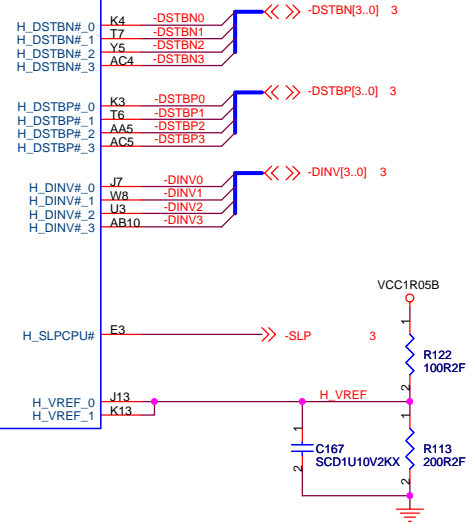 H_DSTBN#_0 K4 -DSTBN0 -DSTBN[3..0] 3
H_DSTBN#_1 T7 -DSTBN1
H_DSTBN#_2 Y5 -DSTBN2
H_DSTBN#_3 AC4 -DSTBN3
H_DSTBP#_0 K3 -DSTBP0 -DSTBP[3..0] 3
H_DSTBP#_1 T6 -DSTBP1
H_DSTBP#_2 AA5 -DSTBP2
H_DSTBP#_3 AC5 -DSTBP3
H_DINV#_0 J7 -DINV0 -DINV[3..0] 3
H_DINV#_1 W8 -DINV1
H_DINV#_2 U3 -DINV2
H_DINV#_3 AB10 -DINV3
VCC1R05B
H_SLPCPU# E3 -SLP 3
1
R122
100R2F
2
H_VREF_0 J13 H_VREF
H_VREF_1 K13
1
1
C167
SCD1U10V2KX
2
R113
200R2F
2